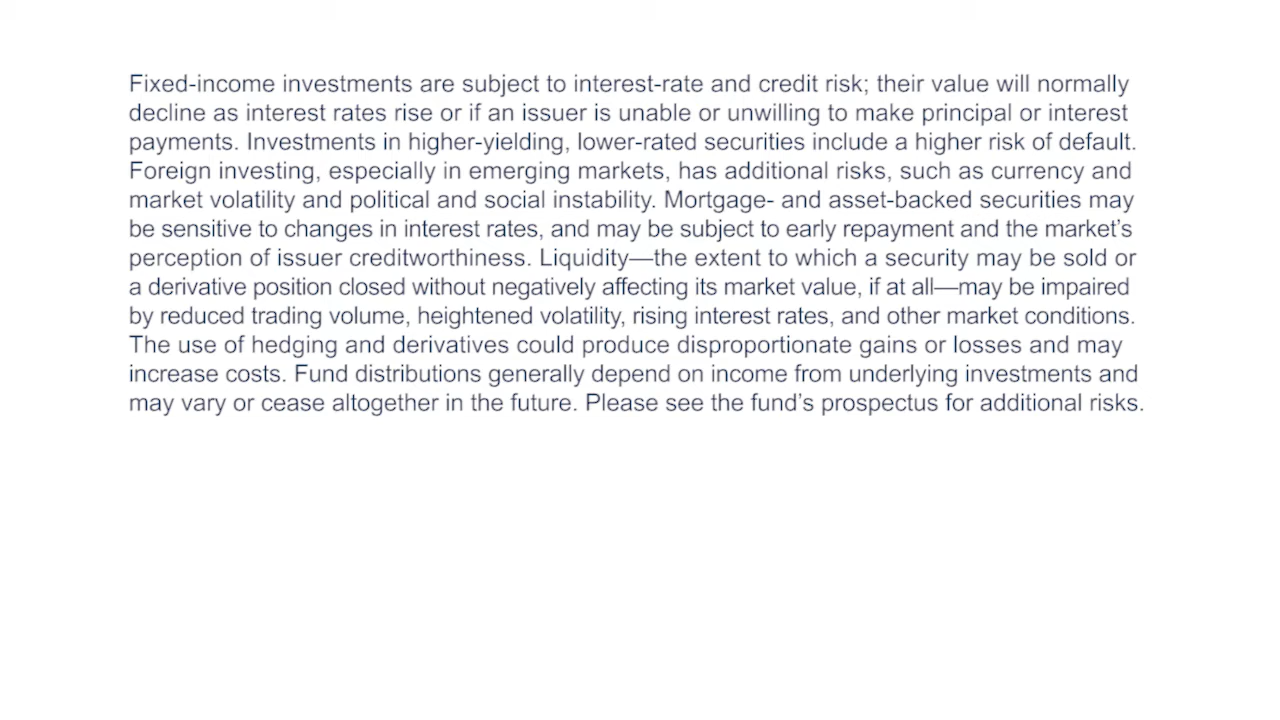 Fixed-income investments are subject to interest-rate and credit risk; their value will normally
decline as interest rates rise or if an issuer is unable or unwilling to make principal or interest
payments. Investments in higher-yielding, lower-rated securities include a higher risk of default.
Foreign investing, especially in emerging markets, has additional risks, such as currency and
market volatility and political and social instability. Mortgage- and asset-backed securities may
be sensitive to changes in interest rates, and may be subject to early repayment and the market’s
perception of issuer creditworthiness. Liquidity—the extent to which a security may be sold or
a derivative position closed without negatively affecting its market value, if at all—may be impaired
by reduced trading volume, heightened volatility, rising interest rates, and other market conditions.
The use of hedging and derivatives could produce disproportionate gains or losses and may
increase costs. Fund distributions generally depend on income from underlying investments and
may vary or cease altogether in the future. Please see the fund’s prospectus for additional risks.